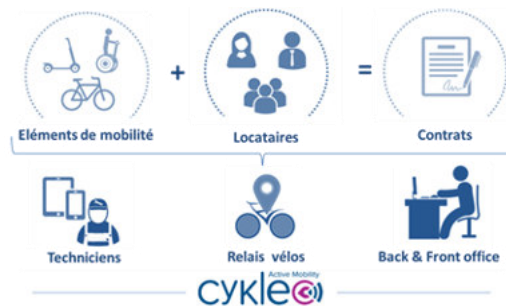 +
=
Eléments de mobilité
Locataires
Contrats
Techniciens
Relais vélos
Back & Front office
Active Mobility
cykleo